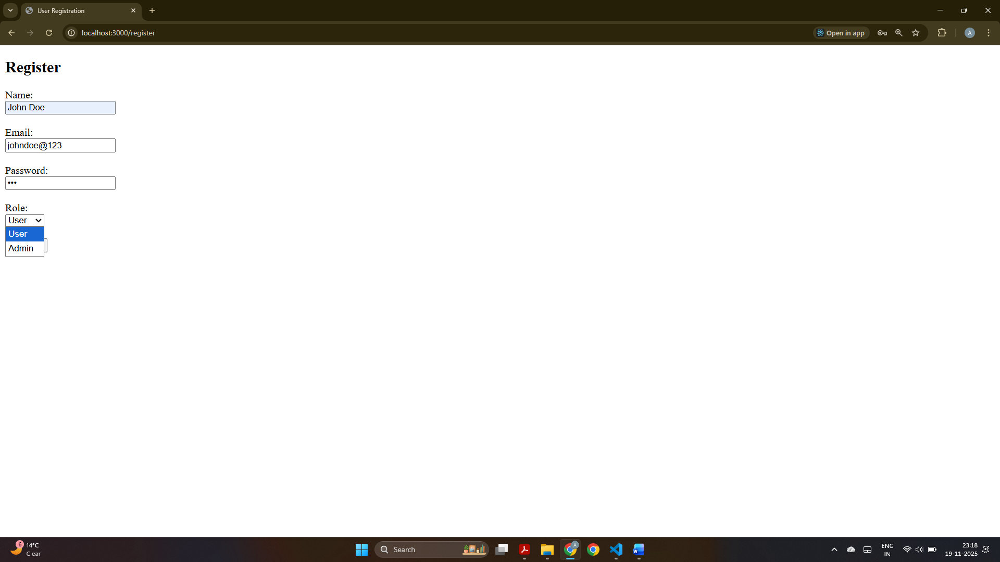 User Registration
localhost:3000/register
Open in app
A
Register
Name:
John Doe
Email:
johndoe@123
Password:
•••
Role:
User
User
Admin
6
14°C
Clear
Search
A
ENG
IN
23:18
19-11-2025